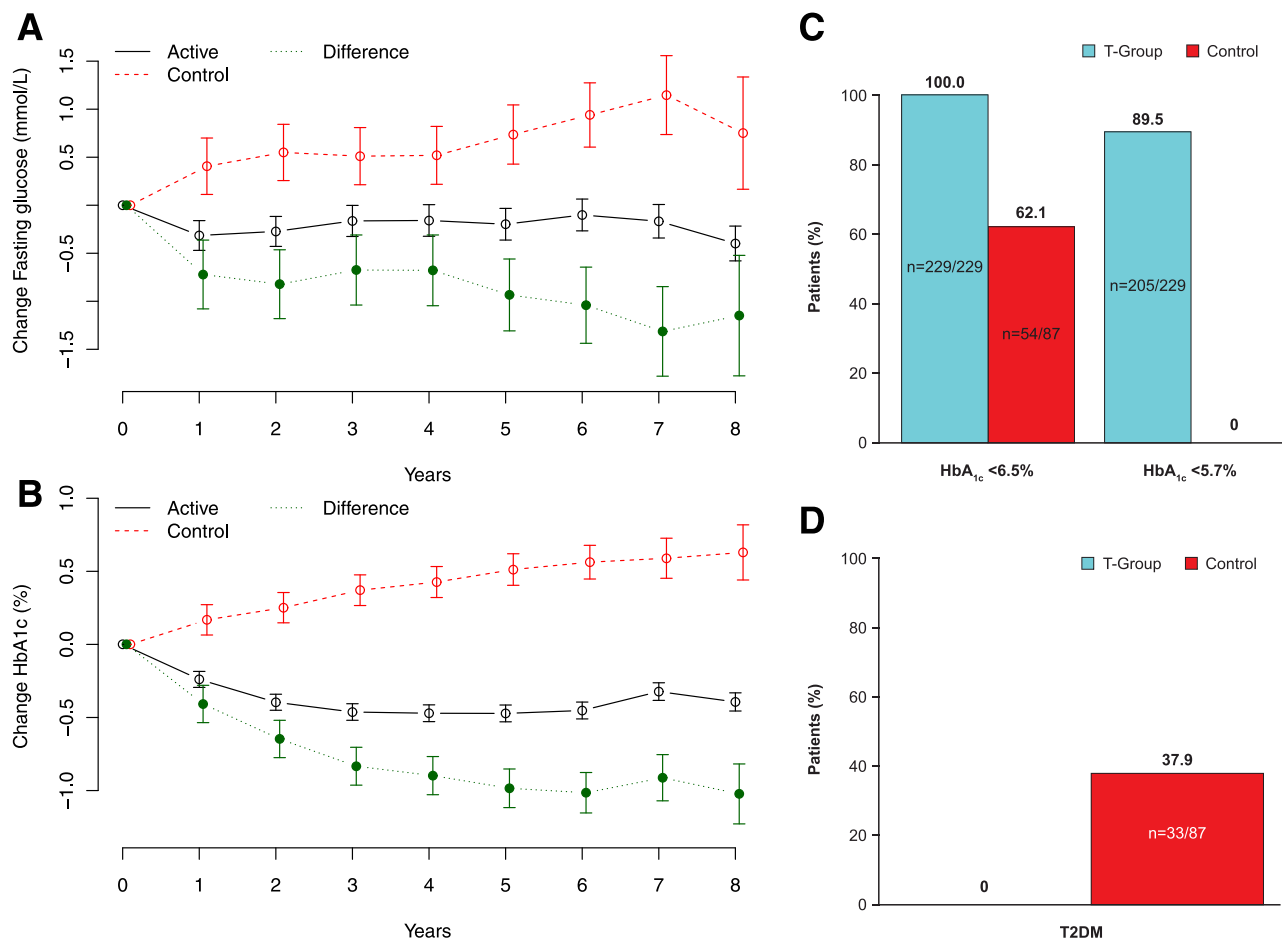 A
Active
Difference
Control
Change Fasting glucose (mmol/L)
1.5
1.0
0.5
−0.5
−1.5
0 1 2 3 4 5 6 7 8
Years
B
Active
Difference
Control
Change HbA1c (%)
1.0
0.5
0.0
−0.5
−1.0
0 1 2 3 4 5 6 7 8
Years
C
T-Group
Control
Patients (%)
100
80
60
40
20
0
100.0
62.1
89.5
0
n=229/229
n=54/87
n=205/229
HbA1c <6.5%
HbA1c <5.7%
D
T-Group
Control
Patients (%)
100
80
60
40
20
0
0
37.9
n=33/87
T2DM